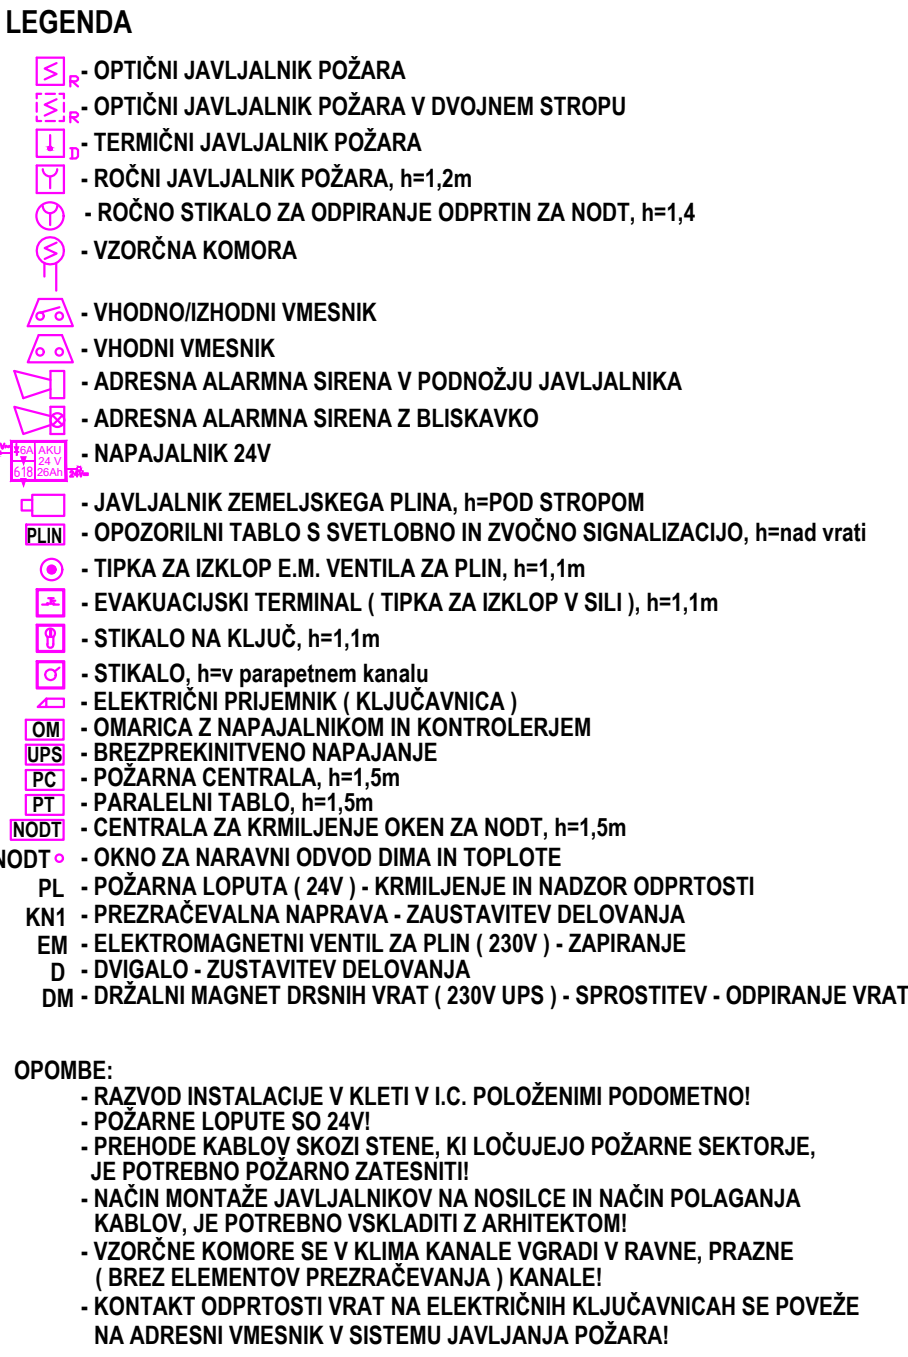 LEGENDA
R - OPTIČNI JAVLJALNIK POŽARA
R - OPTIČNI JAVLJALNIK POŽARA V DVOJNEM STROPU
D - TERMIČNI JAVLJALNIK POŽARA
- ROČNI JAVLJALNIK POŽARA, h=1,2m
- ROČNO STIKALO ZA ODPIRANJE ODPRTIN ZA NODT, h=1,4
- VZORČNA KOMORA
- VHODNO/IZHODNI VMESNIK
- VHODNI VMESNIK
- ADRESNA ALARMNA SIRENA V PODNOŽJU JAVLJALNIKA
- ADRESNA ALARMNA SIRENA Z BLISKAVKO
AKU
24 V
618 26Ah
- NAPAJALNIK 24V
- JAVLJALNIK ZEMELJSKEGA PLINA, h=POD STROPOM
PLIN - OPOZORILNI TABLO S SVETLOBNO IN ZVOČNO SIGNALIZACIJO, h=nad vrati
- TIPKA ZA IZKLOP E.M. VENTILA ZA PLIN, h=1,1m
- EVAKUACIJSKI TERMINAL ( TIPKA ZA IZKLOP V SILI ), h=1,1m
- STIKALO NA KLJUČ, h=1,1m
- STIKALO, h=v parapetnem kanalu
- ELEKTRIČNI PRIJEMNIK ( KLJUČAVNICA )
OM - OMARICA Z NAPAJALNIKOM IN KONTROLERJEM
UPS - BREZPREKINITVENO NAPAJANJE
PC - POŽARNA CENTRALA, h=1,5m
PT - PARALELNI TABLO, h=1,5m
NODT - CENTRALA ZA KRMILJENJE OKEN ZA NODT, h=1,5m
NODT - OKNO ZA NARAVNI ODVOD DIMA IN TOPLOTE
PL - POŽARNA LOPUTA ( 24V ) - KRMILJENJE IN NADZOR ODPRTOSTI
KN1 - PREZRAČEVALNA NAPRAVA - ZAUSTAVITEV DELOVANJA
EM - ELEKTROMAGNETNI VENTIL ZA PLIN ( 230V ) - ZAPIRANJE
D - DVIGALO - ZUSTAVITEV DELOVANJA
DM - DRŽALNI MAGNET DRSNIH VRAT ( 230V UPS ) - SPROSTITEV - ODPIRANJE VRAT
OPOMBE:
- RAZVOD INSTALACIJE V KLETI V I.C. POLOŽENIMI PODOMETNO!
- POŽARNE LOPUTE SO 24V!
- PREHODE KABLOV SKOZI STENE, KI LOČUJEJO POŽARNE SEKTORJE,
JE POTREBNO POŽARNO ZATESNITI!
- NAČIN MONTAŽE JAVLJALNIKOV NA NOSILCE IN NAČIN POLAGANJA
KABLOV, JE POTREBNO VSKLADITI Z ARHITEKTOM!
- VZORČNE KOMORE SE V KLIMA KANALE VGRADI V RAVNE, PRAZNE
( BREZ ELEMENTOV PREZRAČEVANJA ) KANALE!
- KONTAKT ODPRTOSTI VRAT NA ELEKTRIČNIH KLJUČAVNICAH SE POVEŽE
NA ADRESNI VMESNIK V SISTEMU JAVLJANJA POŽARA!